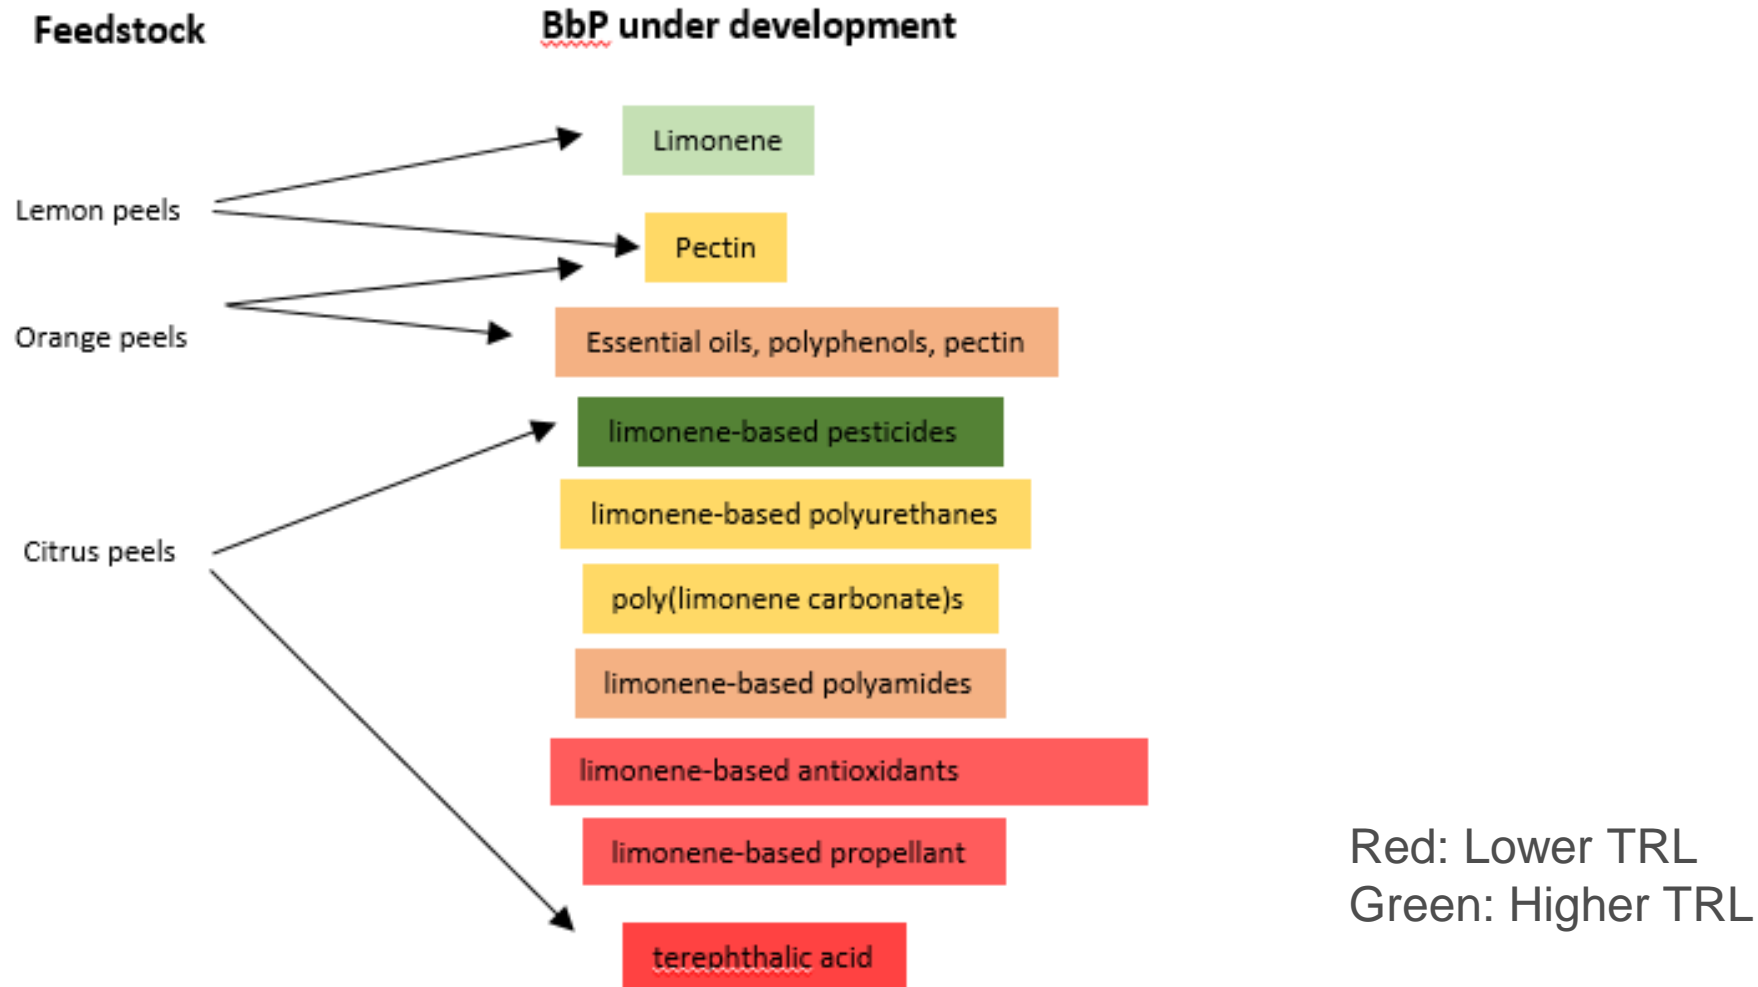 Feedstock
BbP under development
Limonene
Lemon peels
Pectin
Orange peels
Essential oils, polyphenols, pectin
limonene-based pesticides
limonene-based polyurethanes
Citrus peels
poly(limonene carbonate)s
limonene-based polyamides
limonene-based antioxidants
limonene-based propellant
terephthalic acid
Red: Lower TRL
Green: Higher TRL